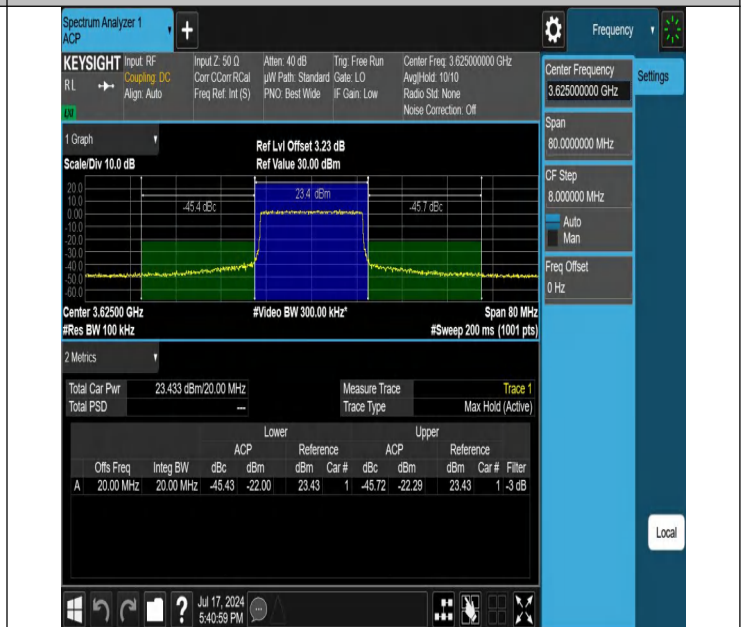 Spectrum Analyzer 1
ACP
+
Frequency
KEYSIGHT
R L
LXI
Input: RF
Coupling: DC
Align: Auto
Input Z: 50 Ω
Corr CCorr RCal
Freq Ref: Int (S)
Atten: 40 dB
µW Path: Standard
PNO: Best Wide
Trig: Free Run
Gate: LO
IF Gain: Low
Center Freq: 3.625000000 GHz
Avg|Hold: 10/10
Radio Std: None
Noise Correction: Off
Center Frequency
3.625000000 GHz
Settings
Span
80.0000000 MHz
CF Step
8.000000 MHz
Auto
Man
Freq Offset
0 Hz
1 Graph
Scale/Div 10.0 dB
Ref Lvl Offset 3.23 dB
Ref Value 30.00 dBm
20.0
10.0
0.00
-10.0
-20.0
-30.0
-40.0
-50.0
-60.0
-45.4 dBc
23.4 dBm
-45.7 dBc
Center 3.62500 GHz
#Video BW 300.00 kHz*
Span 80 MHz
#Res BW 100 kHz
#Sweep 200 ms (1001 pts)
2 Metrics
Total Car Pwr 23.433 dBm/20.00 MHz
Total PSD ---
Measure Trace Trace 1
Trace Type Max Hold (Active)
Lower Upper
ACP Reference ACP Reference
Offs Freq Integ BW dBc dBm dBm Car # dBc dBm dBm Car # Filter
A 20.00 MHz 20.00 MHz -45.43 -22.00 23.43 1 -45.72 -22.29 23.43 1 -3 dB
Local
?
Jul 17, 2024
5:40:59 PM